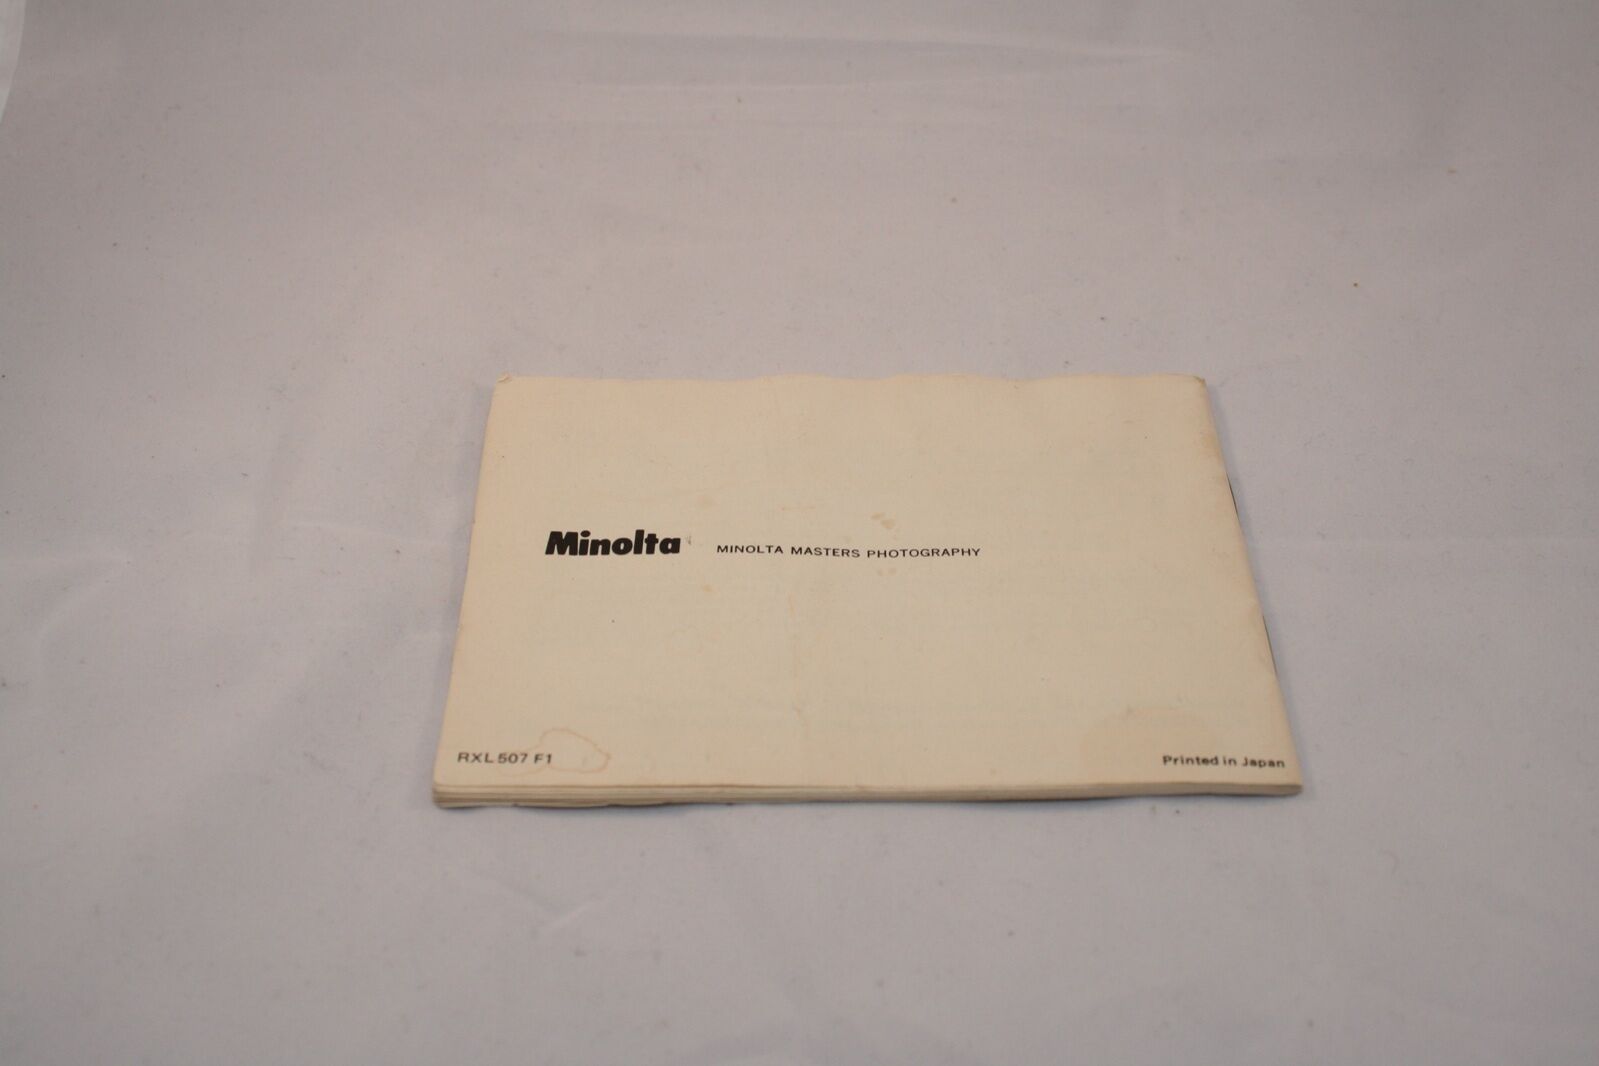 Minolta MINOLTA MASTERS PHOTOGRAPHY
RXL 507 F1 Printed in Japan